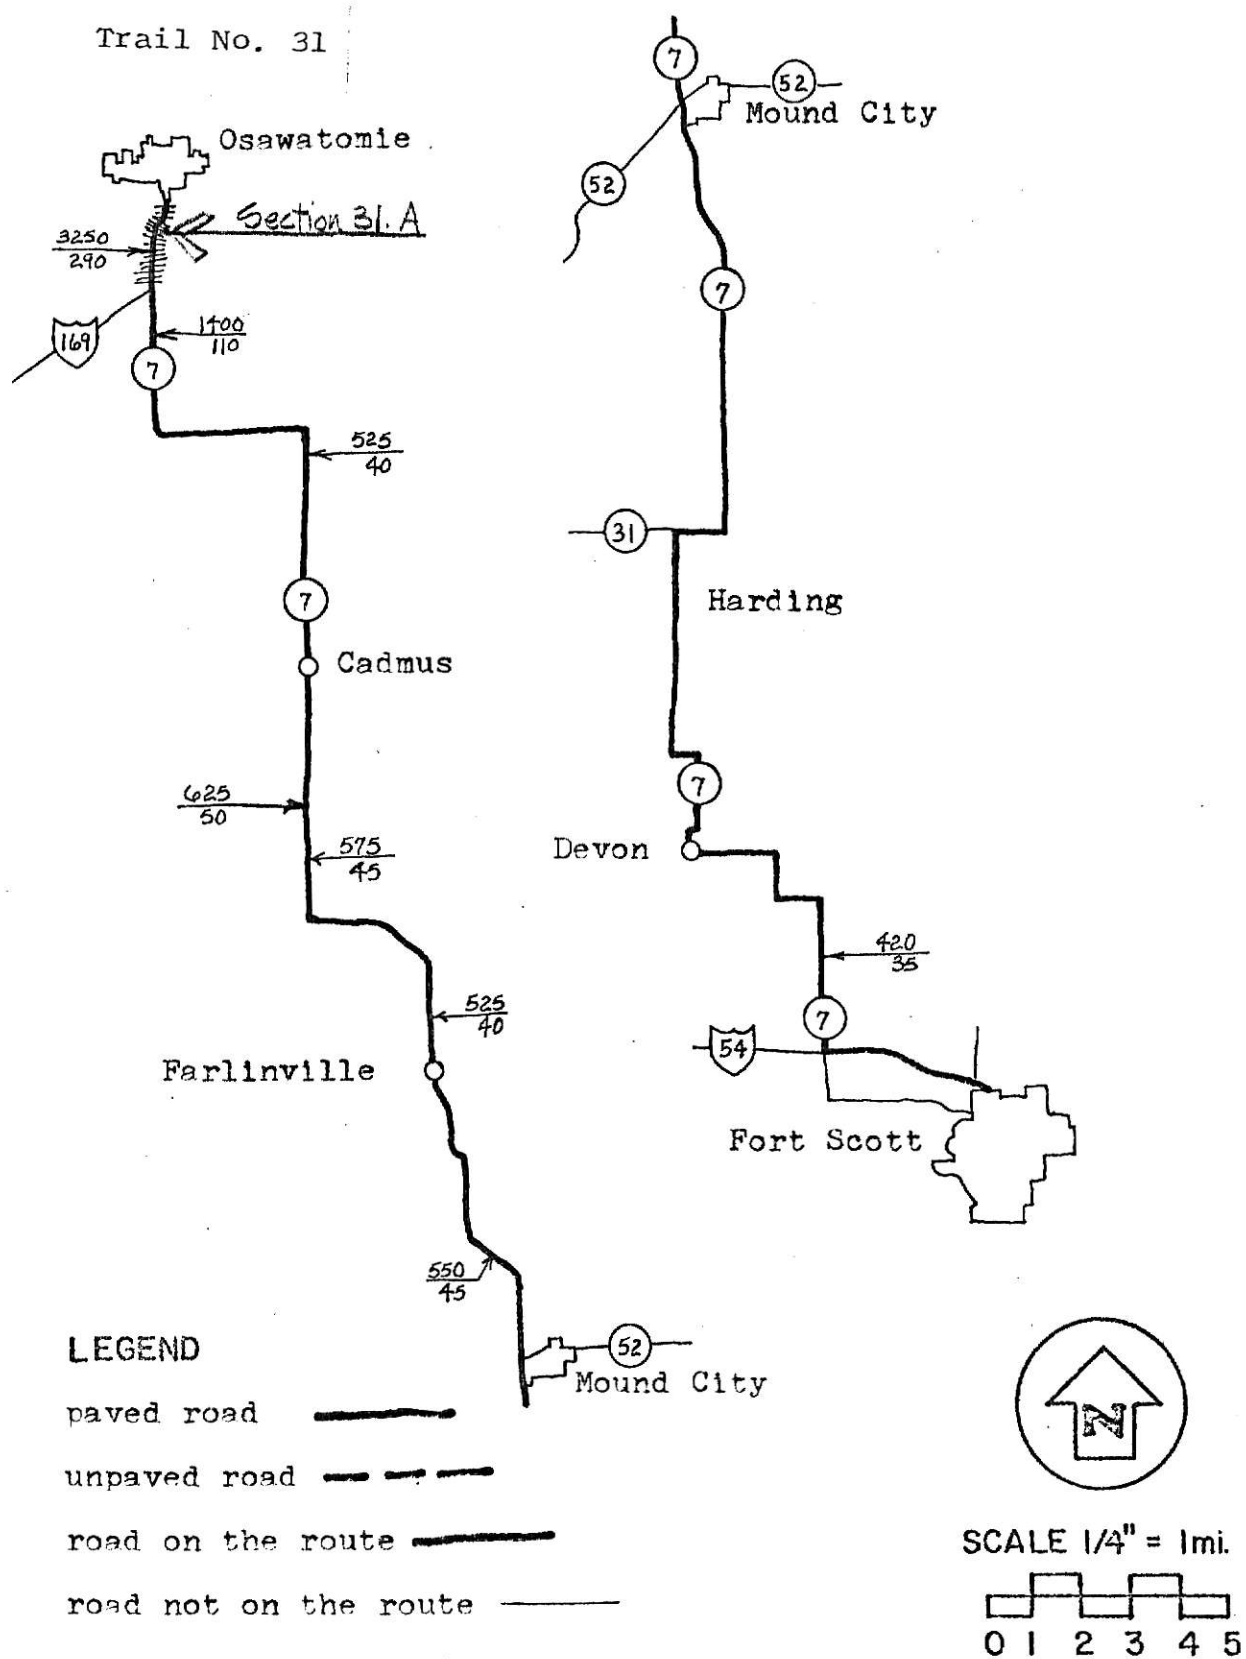 Trail No. 31
Osawatomie
Section 31.A
3250
290
169
1400
110
7
525
40
7
Cadmus
625
50
575
45
525
40
Farlinville
550
45
52
Mound City
7
52
Mound City
52
7
31
Harding
7
Devon
420
35
7
54
Fort Scott
LEGEND
paved road
unpaved road
road on the route
road not on the route
N
SCALE 1/4" = 1mi.
0 1 2 3 4 5